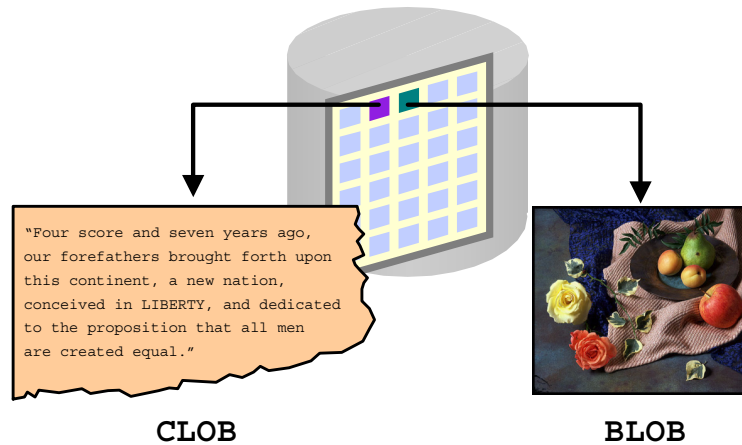 “Four score and seven years ago,
our forefathers brought forth upon
this continent, a new nation,
conceived in LIBERTY, and dedicated
to the proposition that all men
are created equal.”
CLOB
BLOB